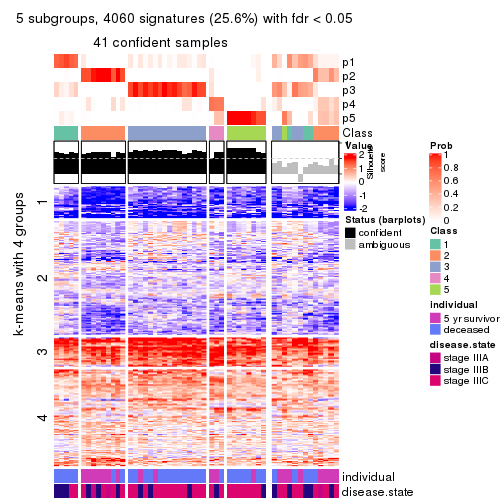 5 subgroups, 4060 signatures (25.6%) with fdr < 0.05
41 confident samples
p1
p2
p3
p4
p5
Class
Silhouette
score
k-means with 4 groups
1
2
3
4
individual
disease.state
Value
2
1
0
-1
-2
Status (barplots)
confident
ambiguous
Prob
1
0.8
0.6
0.4
0.2
0
Class
1
2
3
4
5
individual
5 yr survivor
deceased
disease.state
stage IIIA
stage IIIB
stage IIIC